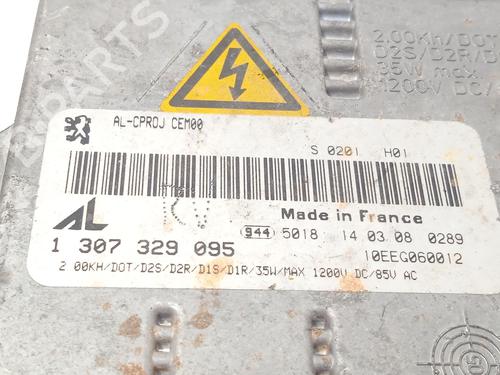 2.00Kh/DOT
D2S/D2R/D
35W max
1200V DC/
AL-CPROJ CEM00
S 0201 H01
AL
Made in France
1 307 329 095
944 5018 14 03 08 0289
10EEG060012
2.00KH/DOT/D2S/D2R/D1S/D1R/35W/MAX 1200V DC/85V AC